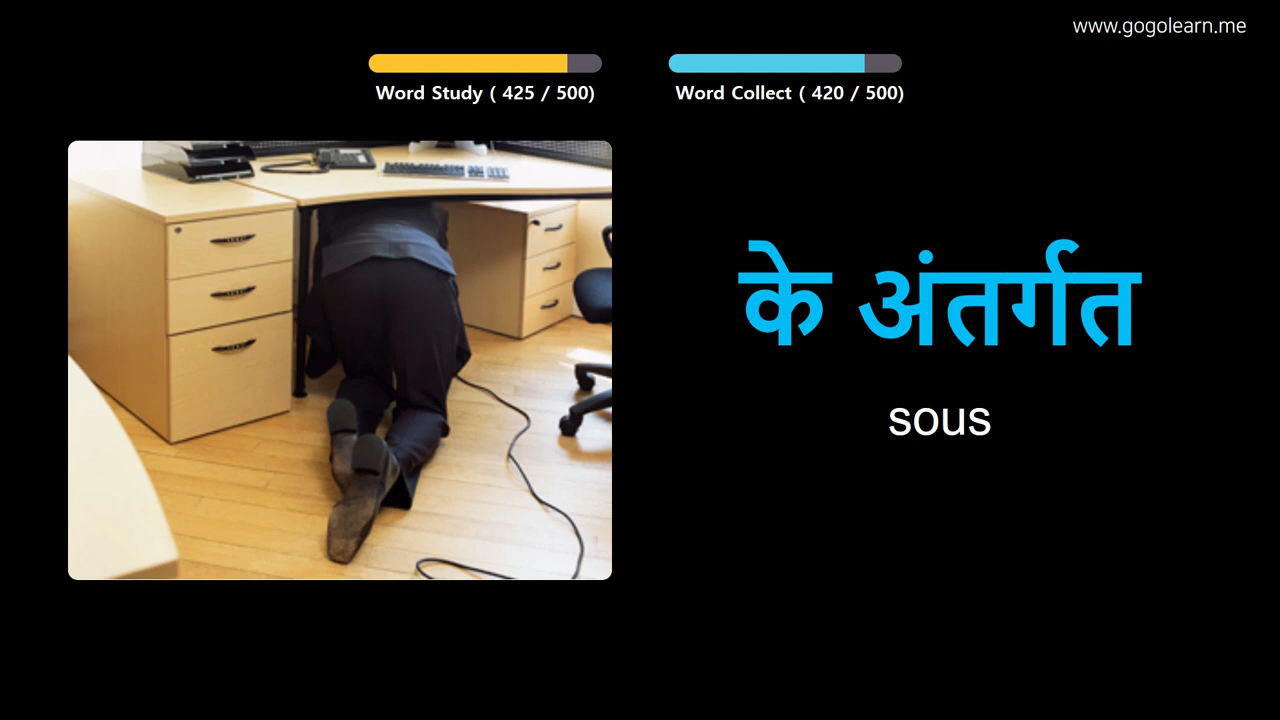 www.gogolearn.me
Word Study ( 425 / 500)
Word Collect ( 420 / 500)
के अंतर्गत
sous